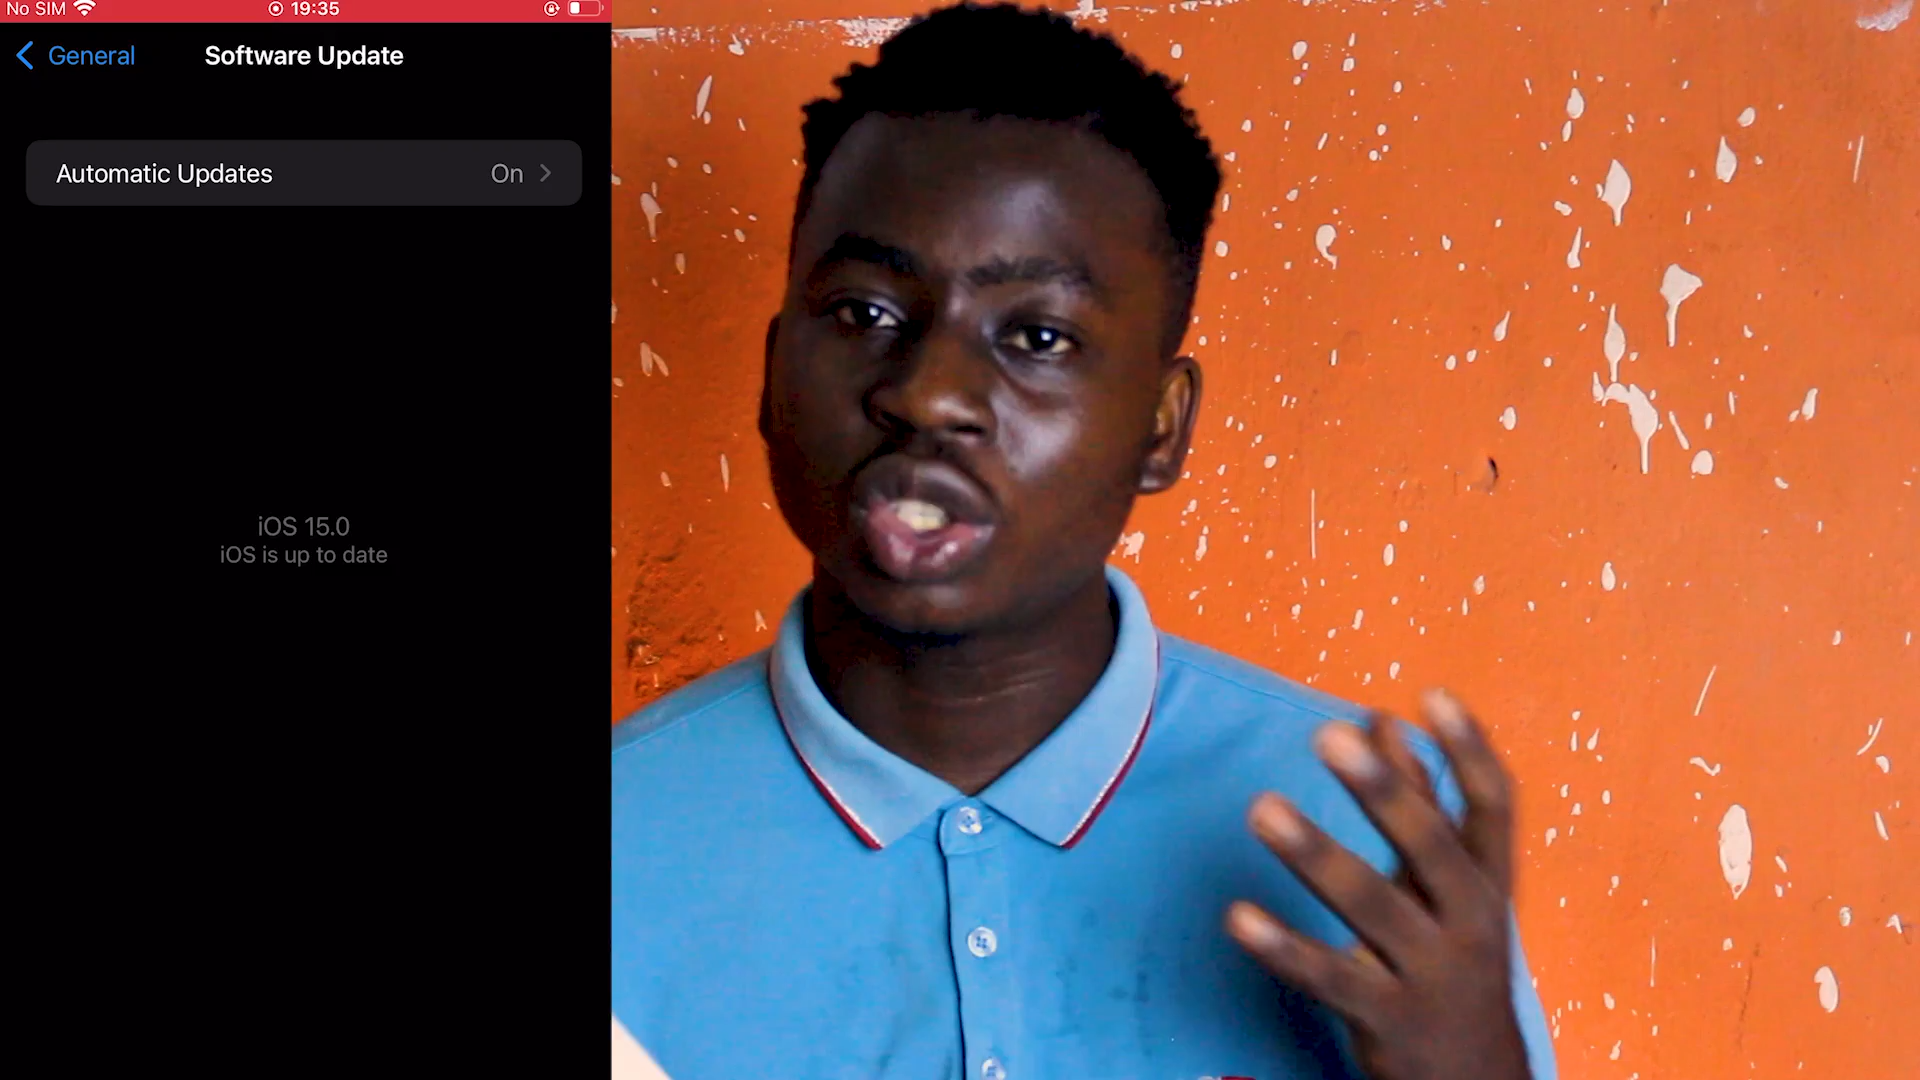 No SIM 19:35
General Software Update
Automatic Updates On
iOS 15.0
iOS is up to date